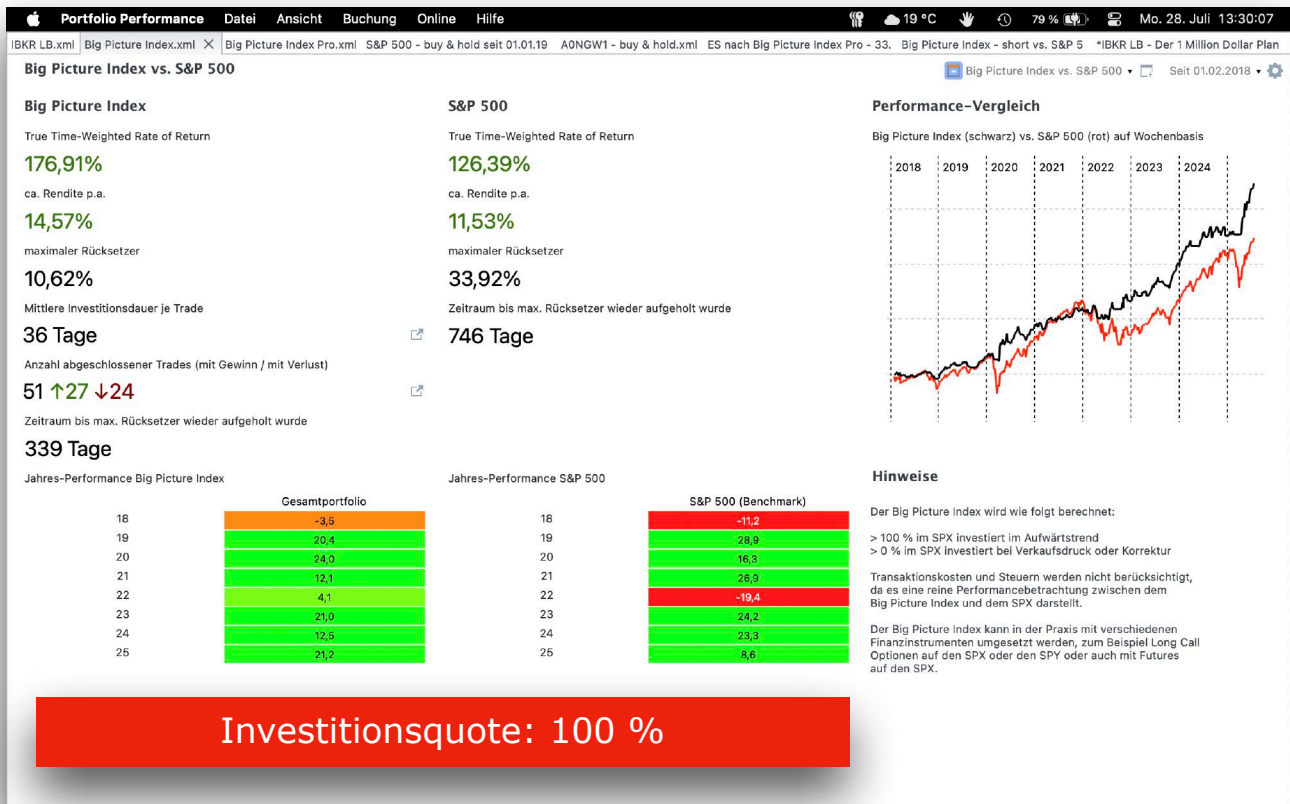 Portfolio Performance Datei Ansicht Buchung Online Hilfe 19 °C 79 % Mo. 28. Juli 13:30:07
IBKR LB.xml Big Picture Index.xml Big Picture Index Pro.xml S&P 500 - buy & hold seit 01.01.19 A0NGW1 - buy & hold.xml ES nach Big Picture Index Pro - 33. Big Picture Index - short vs. S&P 5 *IBKR LB - Der 1 Million Dollar Plan
Big Picture Index vs. S&P 500
Big Picture Index vs. S&P 500 Seit 01.02.2018
Big Picture Index
True Time-Weighted Rate of Return
176,91%
ca. Rendite p.a.
14,57%
maximaler Rücksetzer
10,62%
Mittlere Investitionsdauer je Trade
36 Tage
Anzahl abgeschlossener Trades (mit Gewinn / mit Verlust)
51 ↑27 ↓24
Zeitraum bis max. Rücksetzer wieder aufgeholt wurde
339 Tage
Jahres-Performance Big Picture Index
Gesamtportfolio
18 -3,5
19 20,4
20 24,0
21 12,1
22 4,1
23 21,0
24 12,5
25 21,2
S&P 500
True Time-Weighted Rate of Return
126,39%
ca. Rendite p.a.
11,53%
maximaler Rücksetzer
33,92%
Zeitraum bis max. Rücksetzer wieder aufgeholt wurde
746 Tage
Jahres-Performance S&P 500
S&P 500 (Benchmark)
18 -11,2
19 28,9
20 16,3
21 26,9
22 -19,4
23 24,2
24 23,3
25 8,6
Performance-Vergleich
Big Picture Index (schwarz) vs. S&P 500 (rot) auf Wochenbasis
2018 2019 2020 2021 2022 2023 2024
Hinweise
Der Big Picture Index wird wie folgt berechnet:
> 100 % im SPX investiert im Aufwärtstrend
> 0 % im SPX investiert bei Verkaufsdruck oder Korrektur
Transaktionskosten und Steuern werden nicht berücksichtigt,
da es eine reine Performancebetrachtung zwischen dem
Big Picture Index und dem SPX darstellt.
Der Big Picture Index kann in der Praxis mit verschiedenen
Finanzinstrumenten umgesetzt werden, zum Beispiel Long Call
Optionen auf den SPX oder den SPY oder auch mit Futures
auf den SPX.
Investitionsquote: 100 %